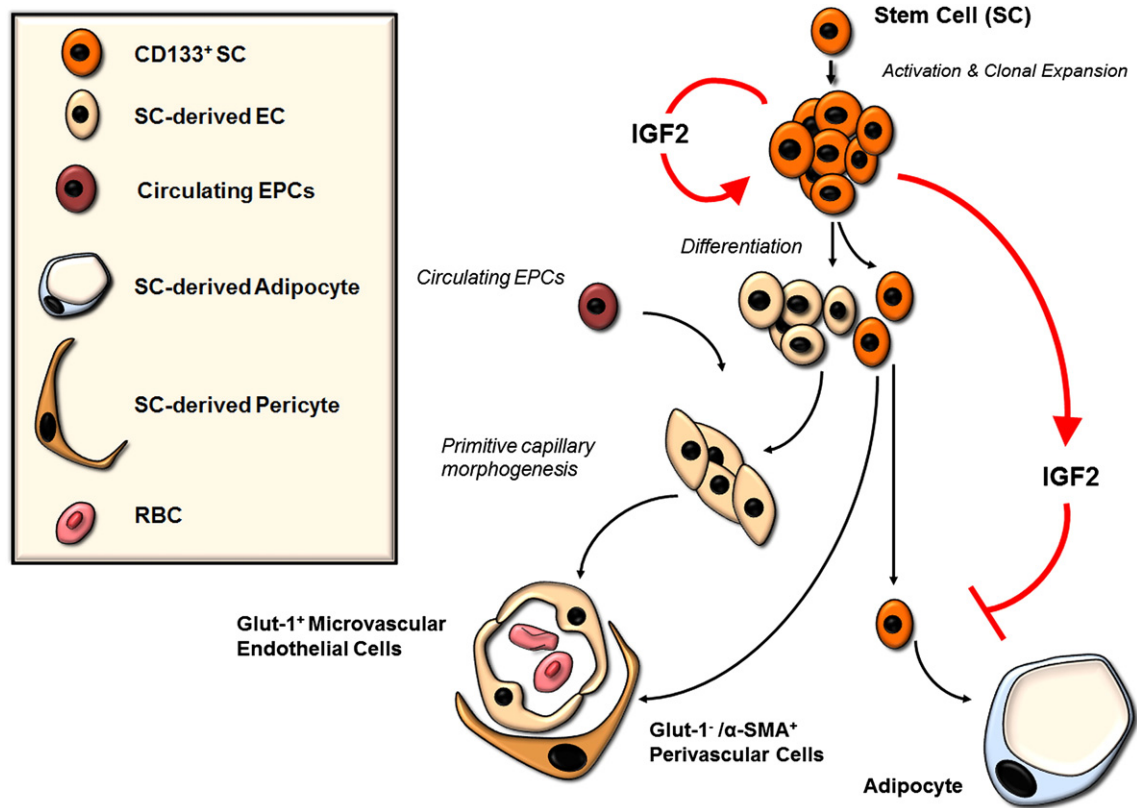 CD133⁺ SC
SC-derived EC
Circulating EPCs
SC-derived Adipocyte
SC-derived Pericyte
RBC
Stem Cell (SC)
Activation & Clonal Expansion
IGF2
Differentiation
Circulating EPCs
Primitive capillary
morphogenesis
IGF2
Glut-1⁺ Microvascular
Endothelial Cells
Glut-1⁻ /α-SMA⁺
Perivascular Cells
Adipocyte